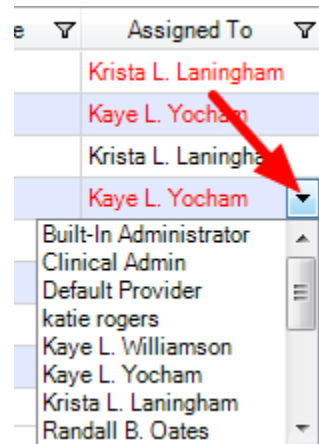 e Assigned To
Krista L. Laningham
Kaye L. Yocham
Krista L. Laningha
Kaye L. Yocham
Built-In Administrator
Clinical Admin
Default Provider
katie rogers
Kaye L. Williamson
Kaye L. Yocham
Krista L. Laningham
Randall B. Oates